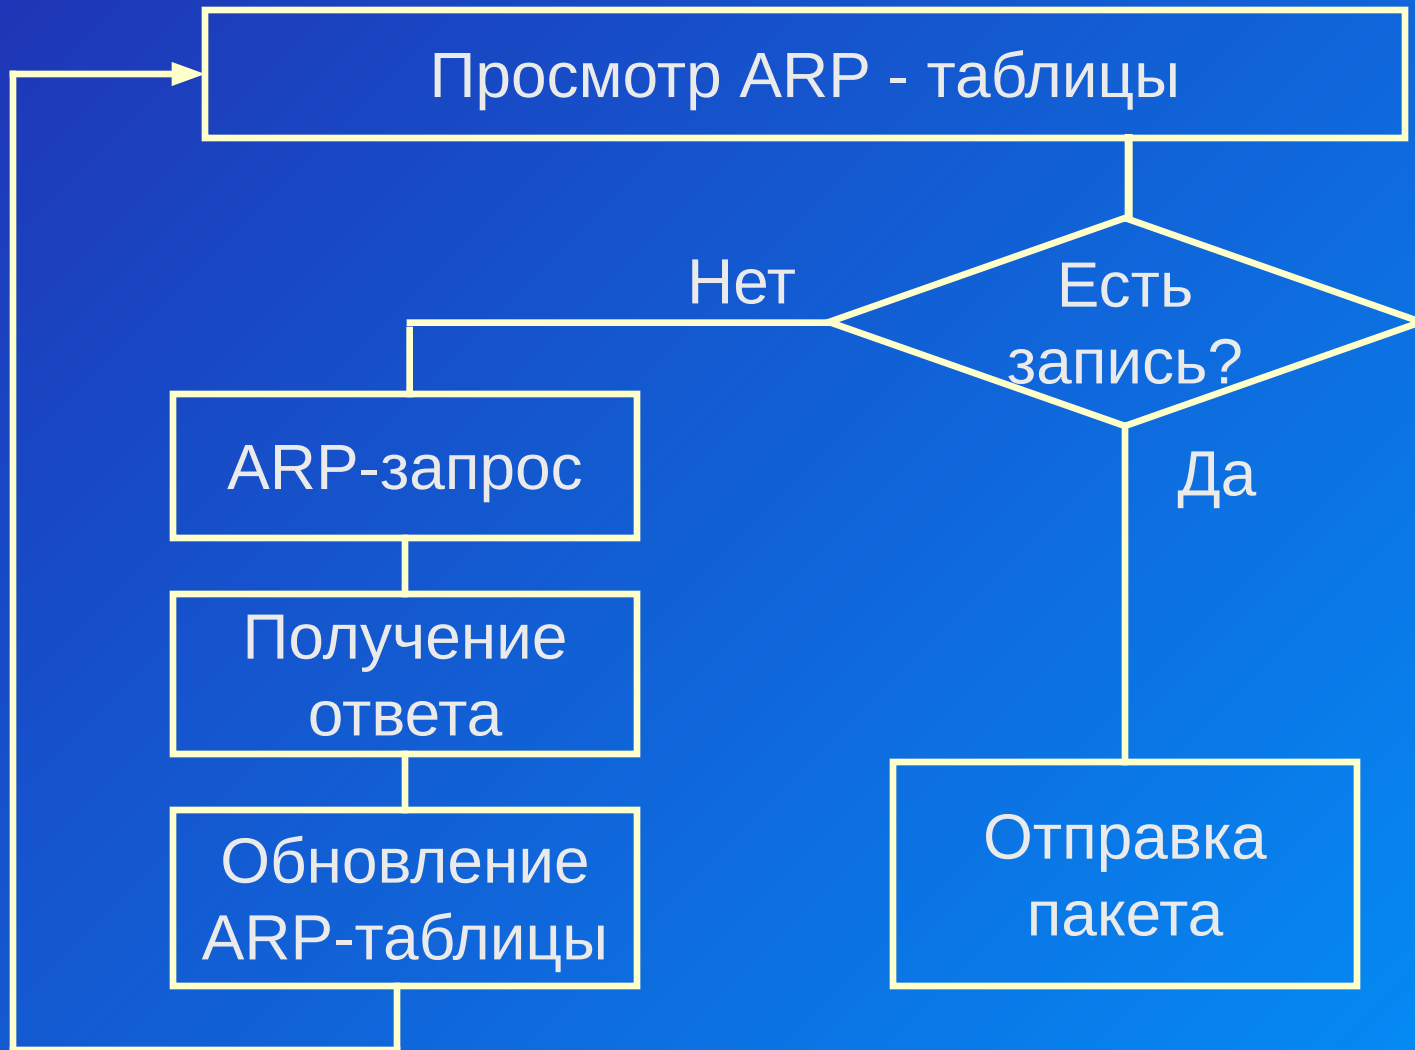 Просмотр ARP - таблицы
Нет
Есть
запись?
Да
ARP-запрос
Получение
ответа
Обновление
ARP-таблицы
Отправка
пакета